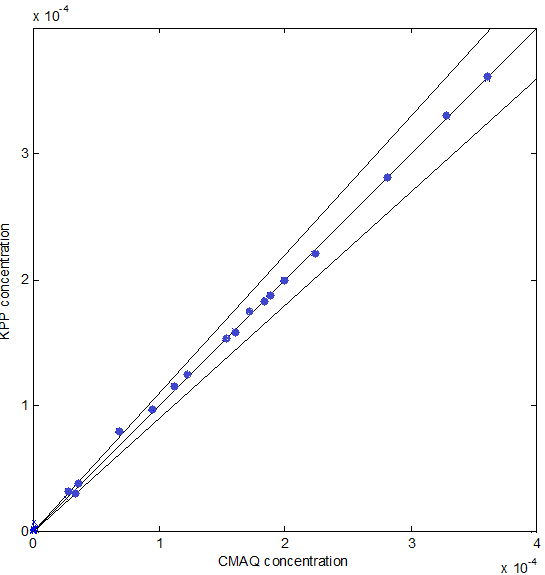 x 10⁻⁴
3
2
1
0
KPP concentration
0 1 2 3 4
CMAQ concentration
x 10⁻⁴